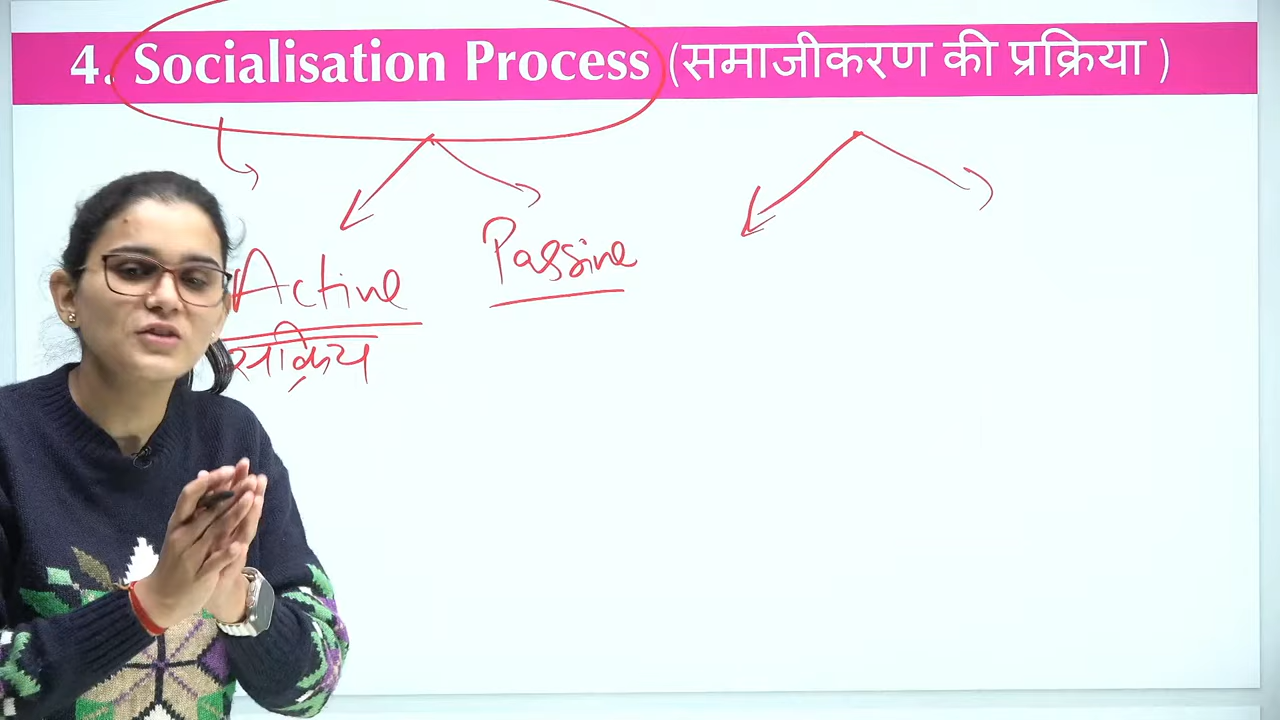 4. Socialisation Process (समाजीकरण की प्रक्रिया )
Active
Passive
सक्रिय